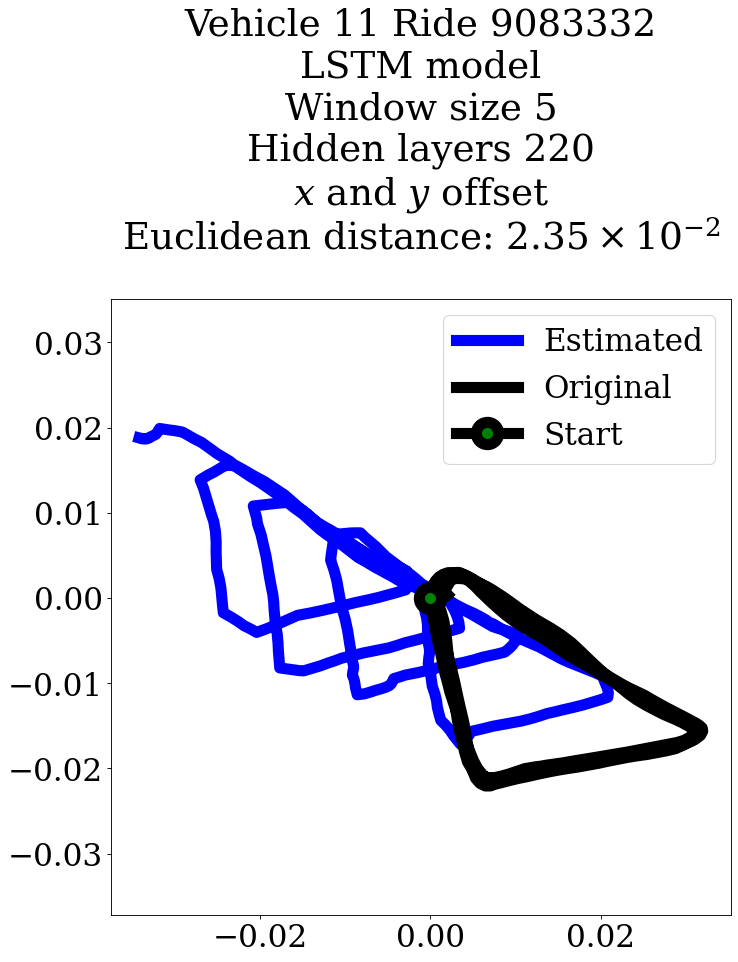 Vehicle 11 Ride 9083332
LSTM model
Window size 5
Hidden layers 220
x and y offset
Euclidean distance: 2.35 × 10⁻²
Estimated
Original
Start
0.03
0.02
0.01
0.00
−0.01
−0.02
−0.03
−0.02 0.00 0.02